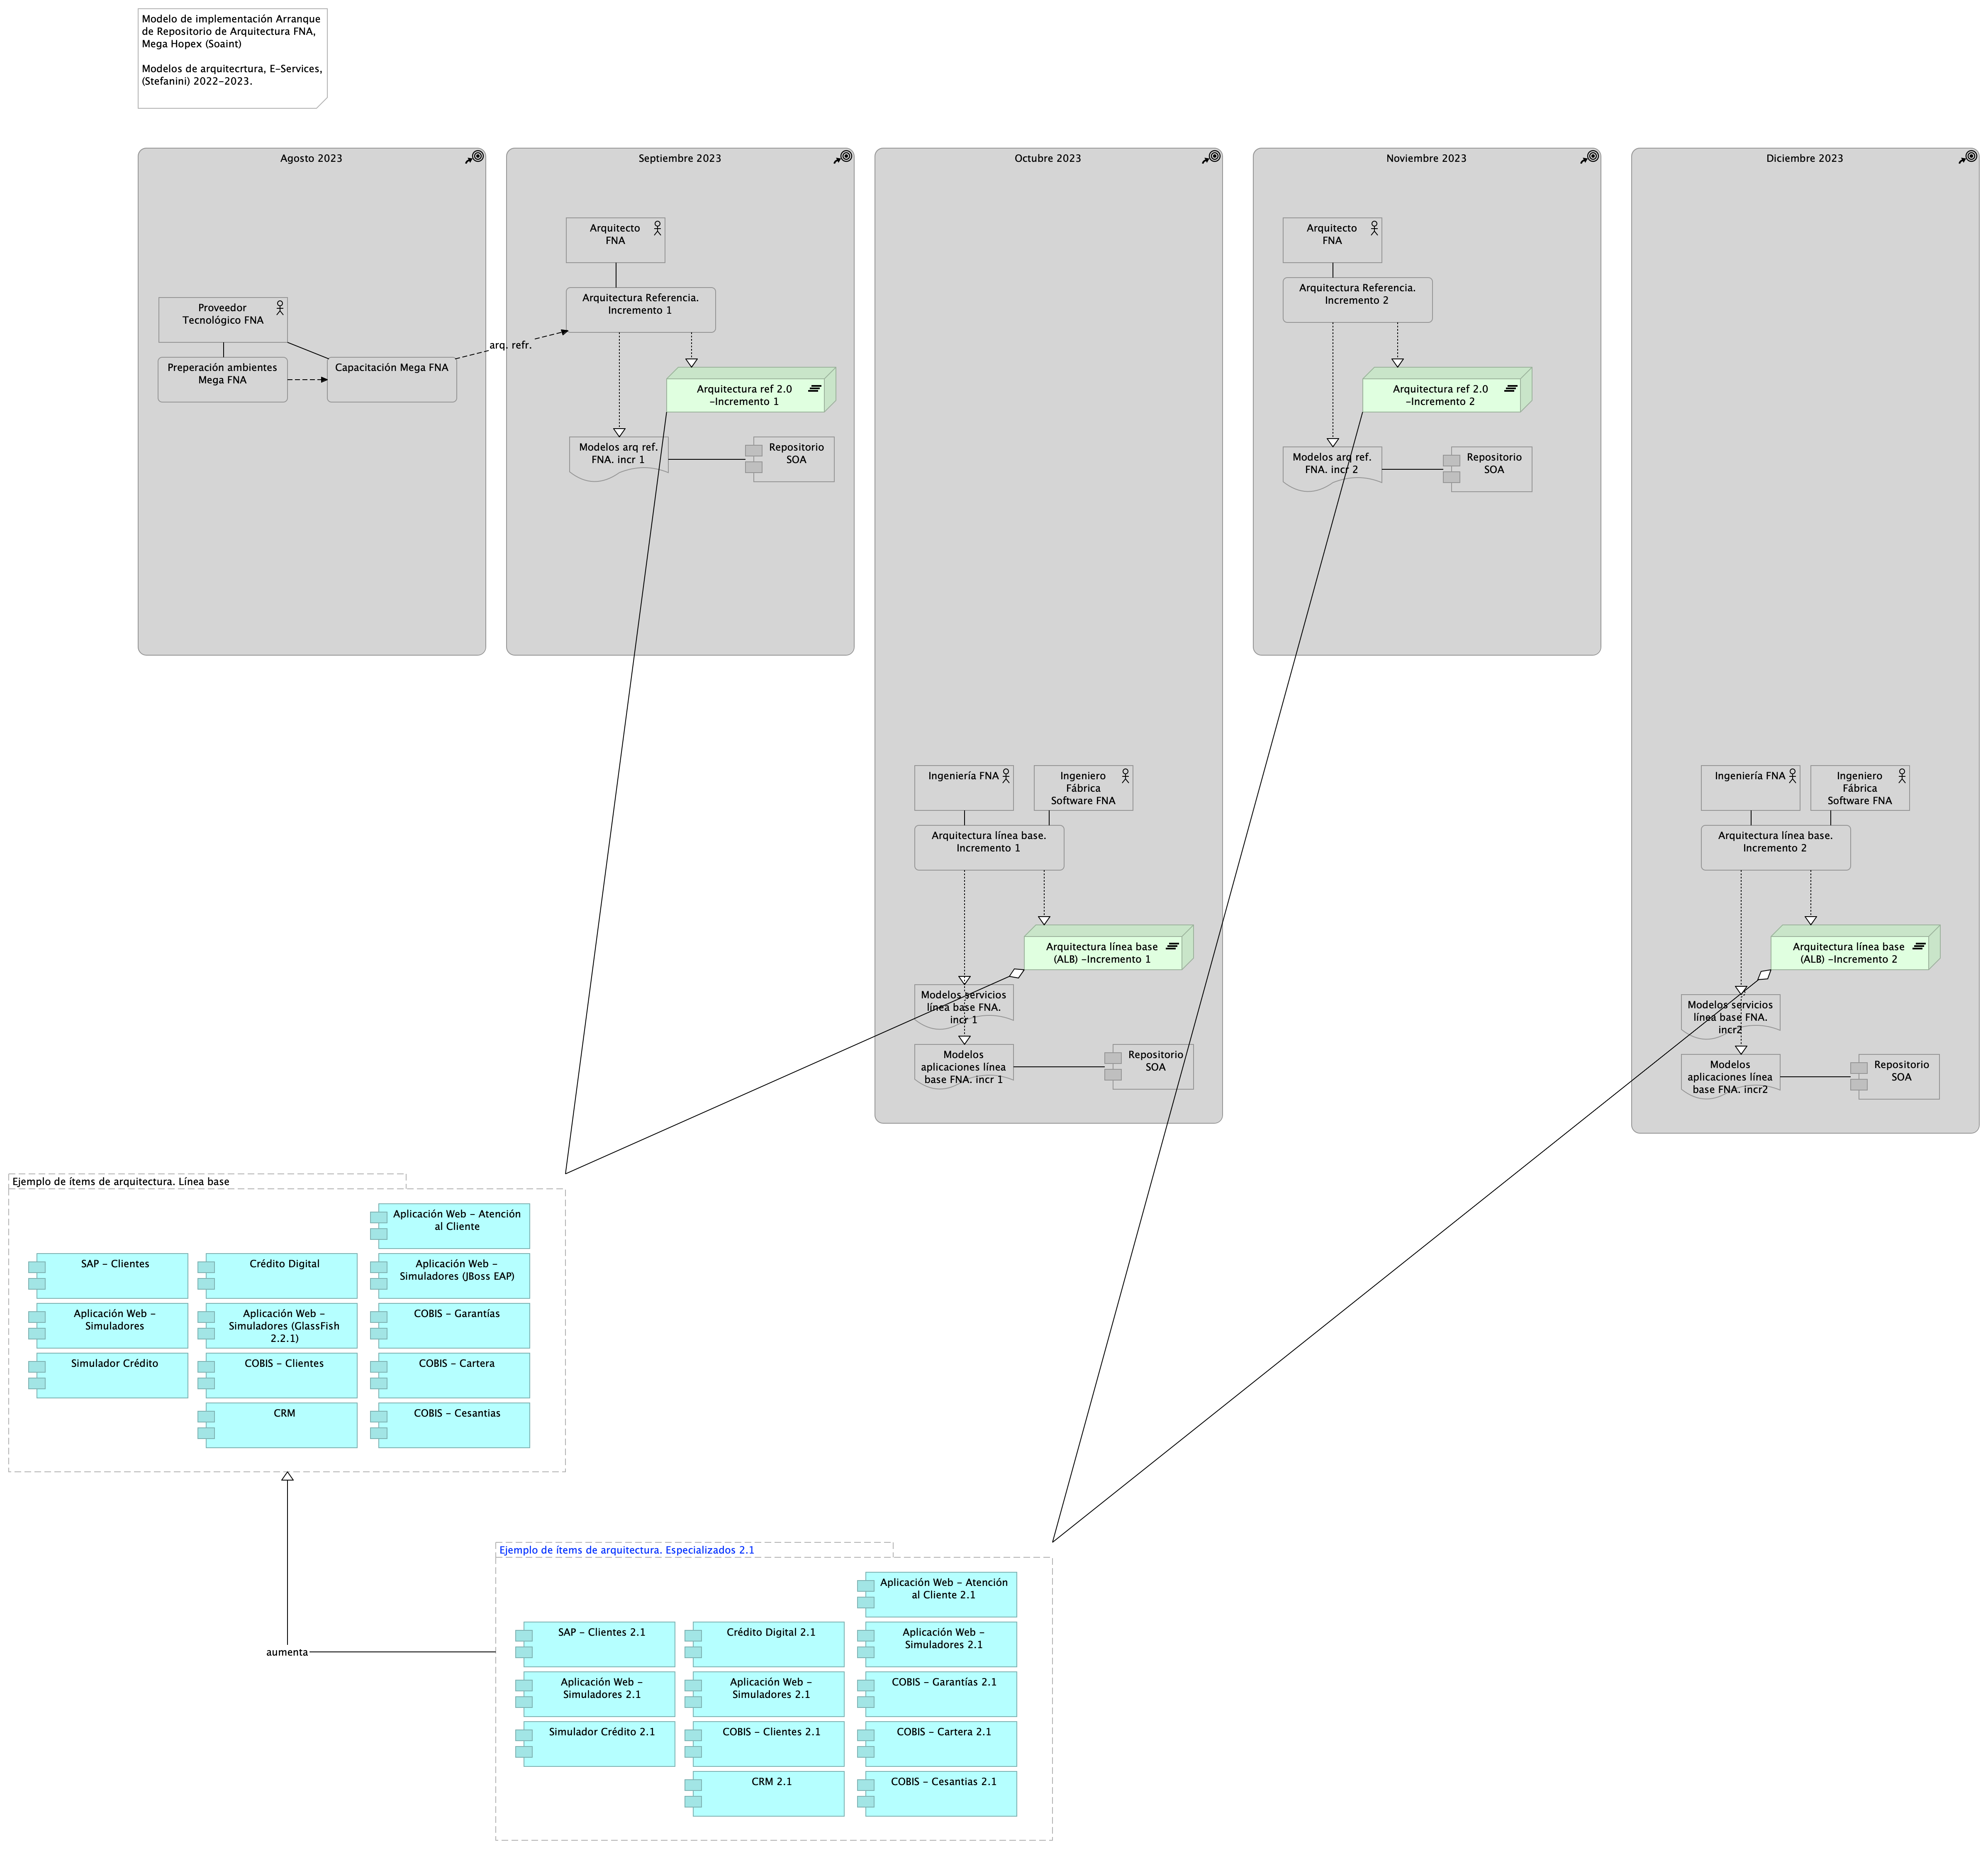 Modelo de implementación Arranque
de Repositorio de Arquitectura FNA,
Mega Hopex (Soaint)
Modelos de arquitecrtura, E-Services,
(Stefanini) 2022-2023.
Agosto 2023
Proveedor
Tecnológico FNA
Preperación ambientes
Mega FNA
Capacitación Mega FNA
arq. refr.
Septiembre 2023
Arquitecto
FNA
Arquitectura Referencia.
Incremento 1
Arquitectura ref 2.0
-Incremento 1
Modelos arq ref.
FNA. incr 1
Repositorio
SOA
Octubre 2023
Ingeniería FNA
Ingeniero
Fábrica
Software FNA
Arquitectura línea base.
Incremento 1
Arquitectura línea base
(ALB) -Incremento 1
Modelos servicios
línea base FNA.
incr 1
Modelos
aplicaciones línea
base FNA. incr 1
Repositorio
SOA
Noviembre 2023
Arquitecto
FNA
Arquitectura Referencia.
Incremento 2
Arquitectura ref 2.0
-Incremento 2
Modelos arq ref.
FNA. incr 2
Repositorio
SOA
Diciembre 2023
Ingeniería FNA
Ingeniero
Fábrica
Software FNA
Arquitectura línea base.
Incremento 2
Arquitectura línea base
(ALB) -Incremento 2
Modelos servicios
línea base FNA.
incr2
Modelos
aplicaciones línea
base FNA. incr2
Repositorio
SOA
Ejemplo de ítems de arquitectura. Línea base
Aplicación Web - Atención
al Cliente
SAP - Clientes
Crédito Digital
Aplicación Web -
Simuladores (JBoss EAP)
Aplicación Web -
Simuladores
Aplicación Web -
Simuladores (GlassFish
2.2.1)
COBIS - Garantías
Simulador Crédito
COBIS - Clientes
COBIS - Cartera
CRM
COBIS - Cesantias
aumenta
Ejemplo de ítems de arquitectura. Especializados 2.1
Aplicación Web - Atención
al Cliente 2.1
SAP - Clientes 2.1
Crédito Digital 2.1
Aplicación Web -
Simuladores 2.1
Aplicación Web -
Simuladores 2.1
Aplicación Web -
Simuladores 2.1
COBIS - Garantías 2.1
Simulador Crédito 2.1
COBIS - Clientes 2.1
COBIS - Cartera 2.1
CRM 2.1
COBIS - Cesantias 2.1